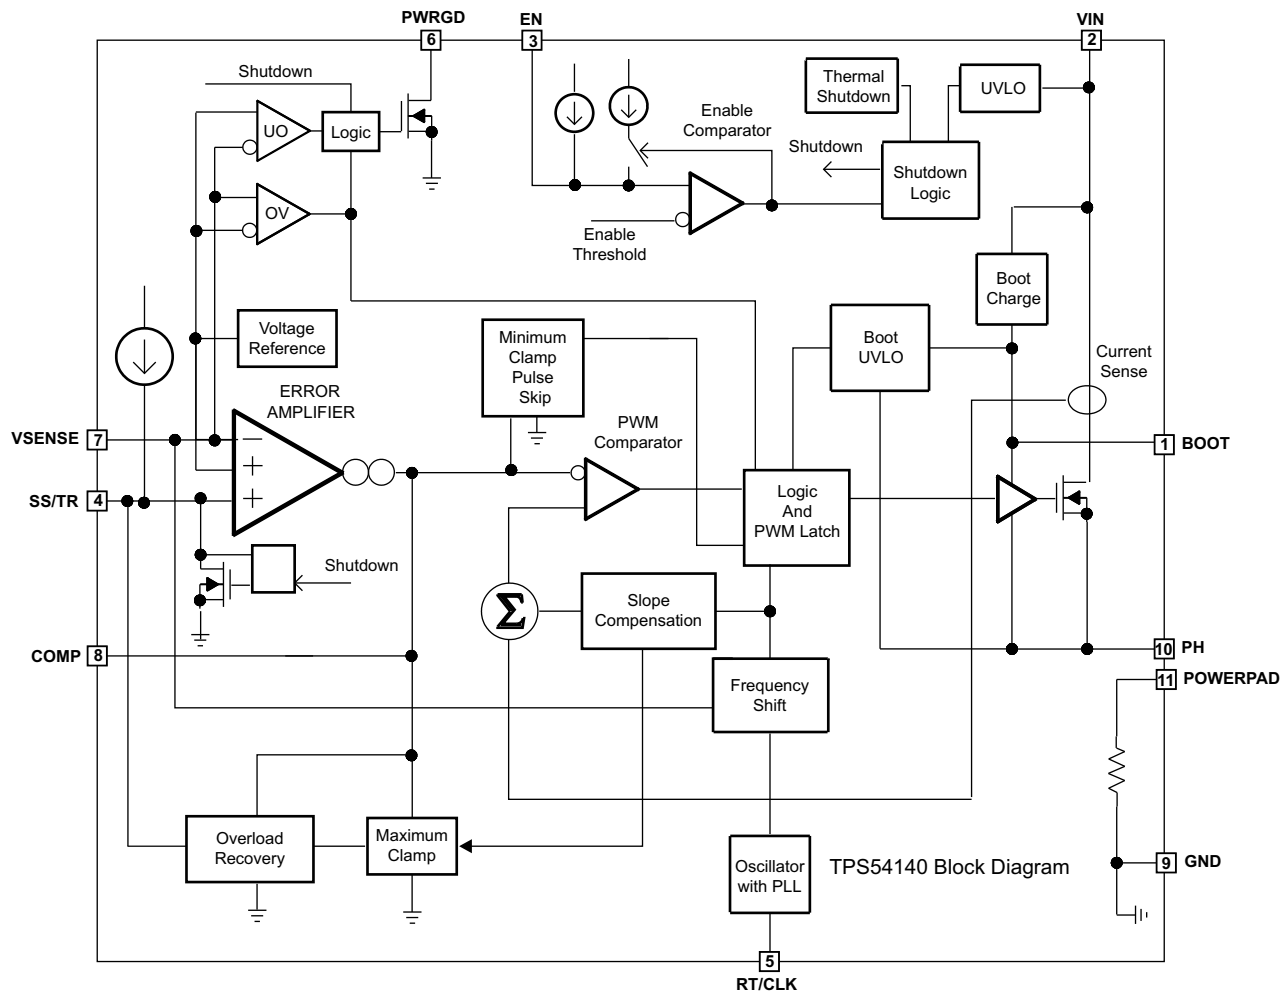 PWRGD
6
EN
3
VIN
2
Shutdown
UO
Logic
OV
Enable
Comparator
Enable
Threshold
Thermal
Shutdown
UVLO
Shutdown
Shutdown
Logic
Boot
Charge
Voltage
Reference
ERROR
AMPLIFIER
Minimum
Clamp
Pulse
Skip
PWM
Comparator
Boot
UVLO
Current
Sense
VSENSE
7
SS/TR
4
−
+
+
1
BOOT
Logic
And
PWM Latch
Shutdown
Σ
Slope
Compensation
COMP
8
Frequency
Shift
10
PH
11
POWERPAD
Overload
Recovery
Maximum
Clamp
Oscillator
with PLL
TPS54140 Block Diagram
9
GND
5
RT/CLK